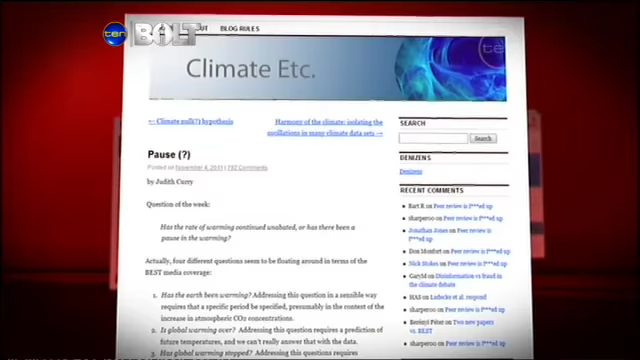 ten BOLT
OUT BLOG RULES
Climate Etc.
ten
← Climate null(?) hypothesis
Harmony of the climate: isolating the
oscillations in many climate data sets →
Pause (?)
Posted on November 4, 2011 | 792 Comments
by Judith Curry
Question of the week:
Has the rate of warming continued unabated, or has there been a
pause in the warming?
Actually, four different questions seem to be floating around in terms of the
BEST media coverage:
1. Has the earth been warming? Addressing this question in a sensible way
requires that a specific period be specified, presumably in the context of the
increase in atmospheric CO2 concentrations.
2. Is global warming over? Addressing this question requires a prediction of
future temperatures, and we can't really answer that with the data.
3. Has global warming stopped? Addressing this question requires
SEARCH
Search
DENIZENS
Denizens
RECENT COMMENTS
Bart R on Peer review is f***ed up
sharperoo on Peer review is f***ed up
Jonathan Jones on Peer review is
f***ed up
Don Monfort on Peer review is f***ed up
Nick Stokes on Peer review is f***ed up
GaryM on Disinformation vs fraud in
the climate debate
HAS on Ludecke et al. respond
sharperoo on Peer review is f***ed up
Berényi Péter on Two new papers
vs. BEST
sharperoo on Peer review is f***ed up